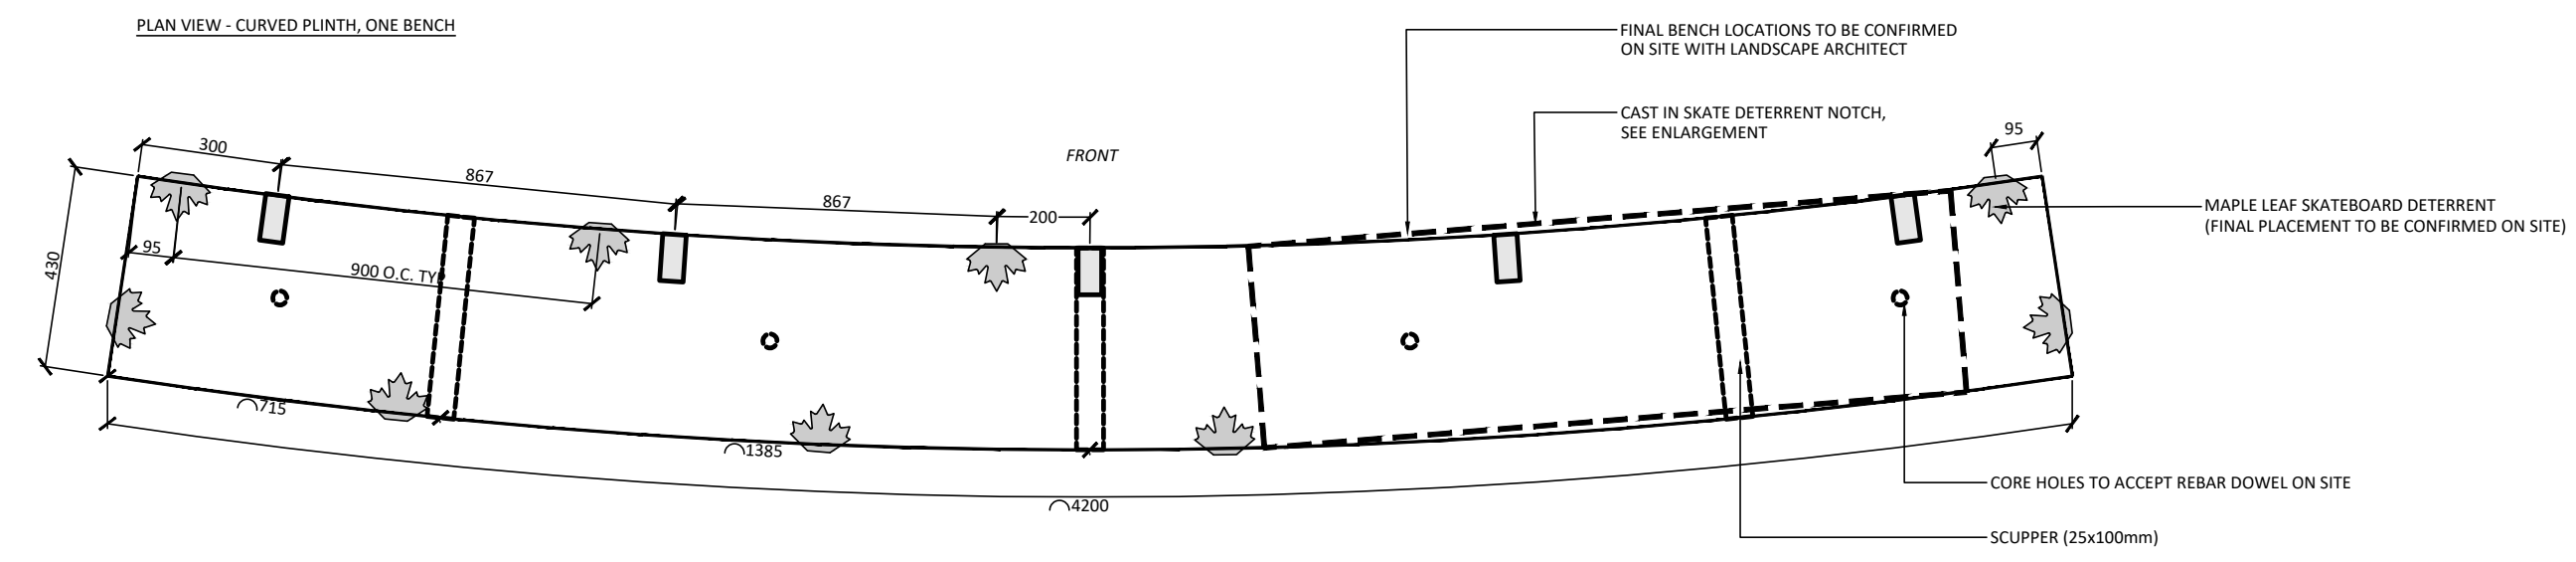 PLAN VIEW - CURVED PLINTH, ONE BENCH
FINAL BENCH LOCATIONS TO BE CONFIRMED
ON SITE WITH LANDSCAPE ARCHITECT
CAST IN SKATE DETERRENT NOTCH,
SEE ENLARGEMENT
95
300
FRONT
867
867
200
MAPLE LEAF SKATEBOARD DETERRENT
(FINAL PLACEMENT TO BE CONFIRMED ON SITE)
95
430
900 O.C. TYP
715
1385
CORE HOLES TO ACCEPT REBAR DOWEL ON SITE
4200
SCUPPER (25x100mm)